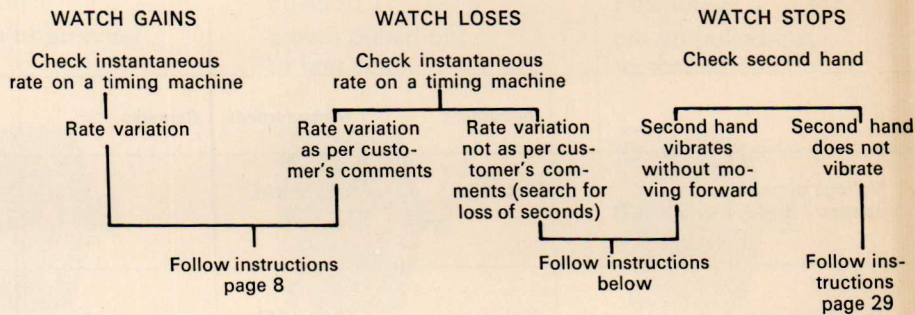 WATCH GAINS
Check instantaneous
rate on a timing machine
Rate variation
WATCH LOSES
Check instantaneous
rate on a timing machine
Rate variation
as per custo-
mer's comments
Rate variation
not as per cus-
tomer's com-
ments (search for
loss of seconds)
WATCH STOPS
Check second hand
Second hand
vibrates
without mo-
ving forward
Second hand
does not
vibrate
Follow instructions
page 8
Follow instructions
below
Follow ins-
tructions
page 29